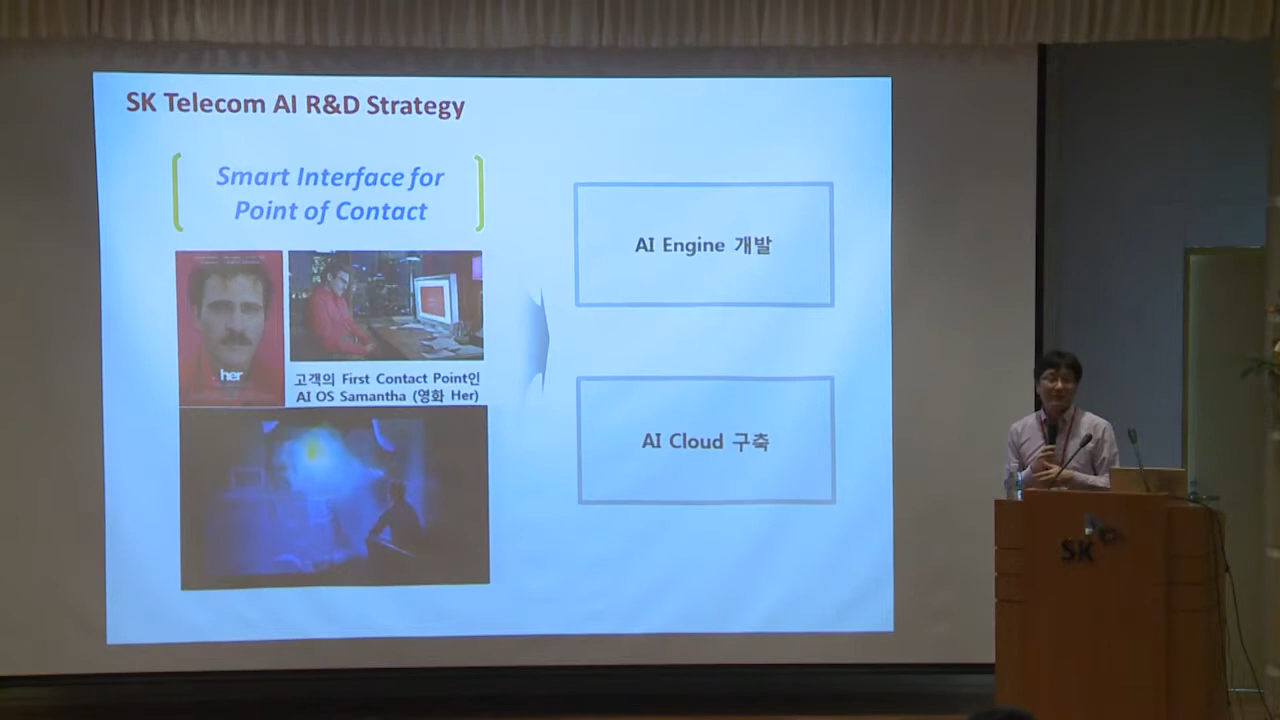 SK Telecom AI R&D Strategy
Smart Interface for
Point of Contact
her
고객의 First Contact Point인
AI OS Samantha (영화 Her)
AI Engine 개발
AI Cloud 구축
SK